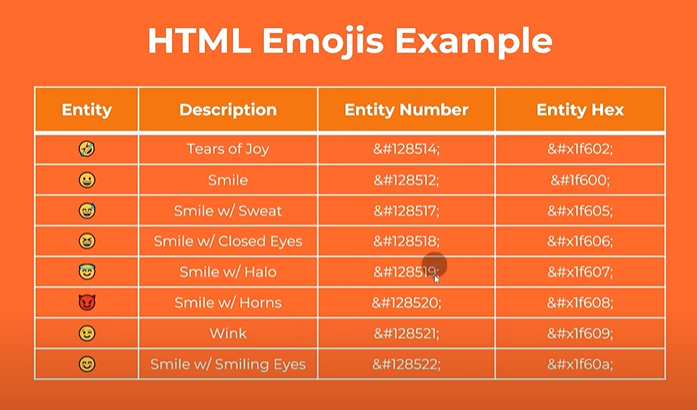 HTML Emojis Example
Entity Description Entity Number Entity Hex
🤣 Tears of Joy &#128514; &#x1f602;
😀 Smile &#128512; &#1f600;
😅 Smile w/ Sweat &#128517; &#x1f605;
😆 Smile w/ Closed Eyes &#128518; &#x1f606;
😇 Smile w/ Halo &#128519; &#x1f607;
😈 Smile w/ Horns &#128520; &#x1f608;
😉 Wink &#128521; &#x1f609;
😊 Smile w/ Smiling Eyes &#128522; &#x1f60a;